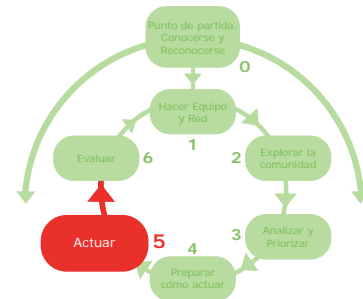 Punto de partida.
Conocerse y
Reconocerse
0
Hacer Equipo
y Red
1
2
Explorar la
comunidad
3
Analizar y
Priorizar
4
Preparar
cómo actuar
5
Actuar
6
Evaluar